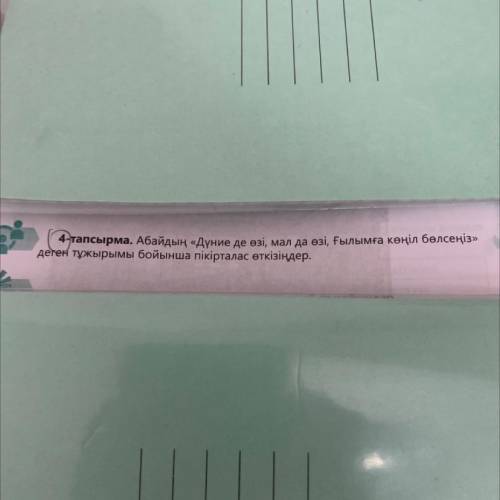 4-тапсырма. Абайдың «Дүние де өзі, мал да өзі, Ғылымға көңіл бөлсеңіз»
деген тұжырымы бойынша пікірталас өткізіңдер.